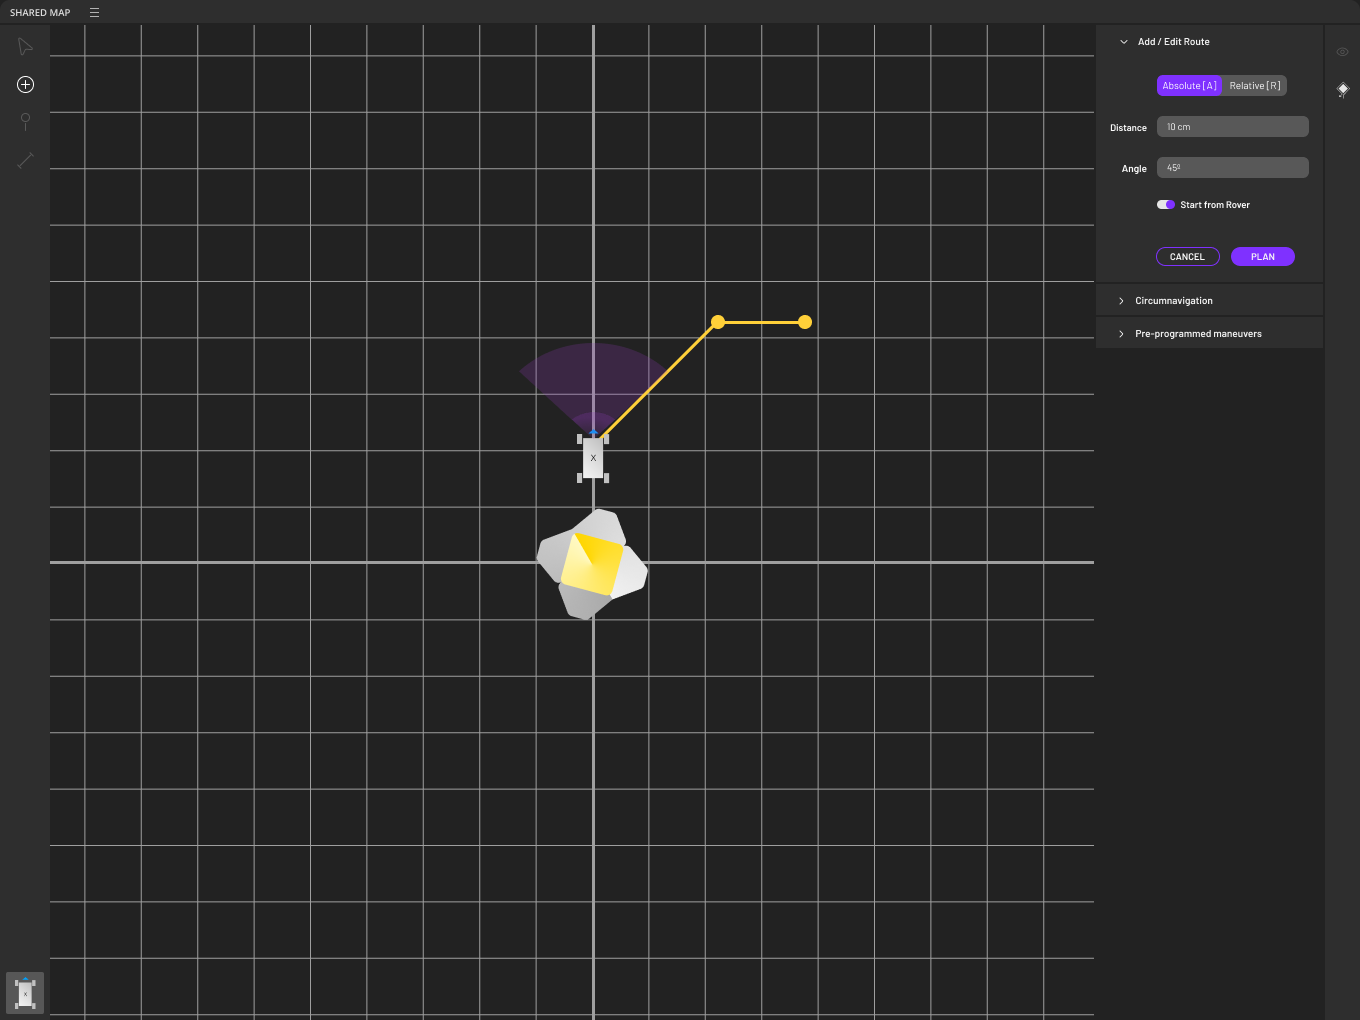 SHARED MAP
Add / Edit Route
Absolute [A] Relative [R]
Distance 10 cm
Angle 45º
Start from Rover
CANCEL PLAN
Circumnavigation
Pre-programmed maneuvers
X
X